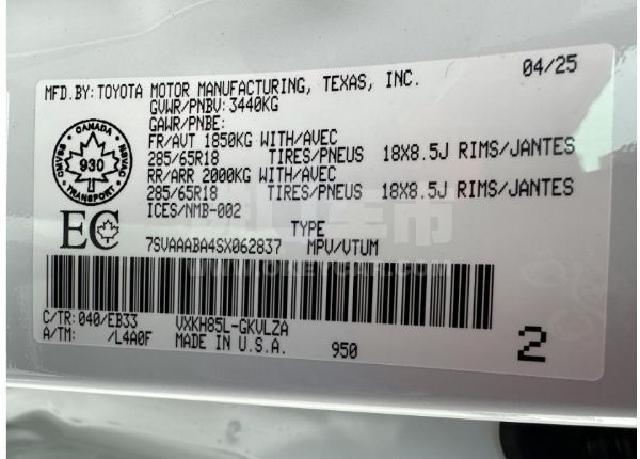 MFD.BY:TOYOTA MOTOR MANUFACTURING, TEXAS, INC. 04/25
GVWR/PNBV:3440KG
GAWR/PNBE:
FR/AUT 1850KG WITH/AVEC
285/65R18 TIRES/PNEUS 18X8.5J RIMS/JANTES
RR/ARR 2000KG WITH/AVEC
285/65R18 TIRES/PNEUS 18X8.5J RIMS/JANTES
ICES/NMB-002
CANADA
930
TRANSPORT
EC
TYPE
7SVAAABA4SX062837 MPV/VTUM
C/TR:040/EB33 VXKH85L-GKVLZA
A/TM: /L4A0F MADE IN U.S.A. 950
2